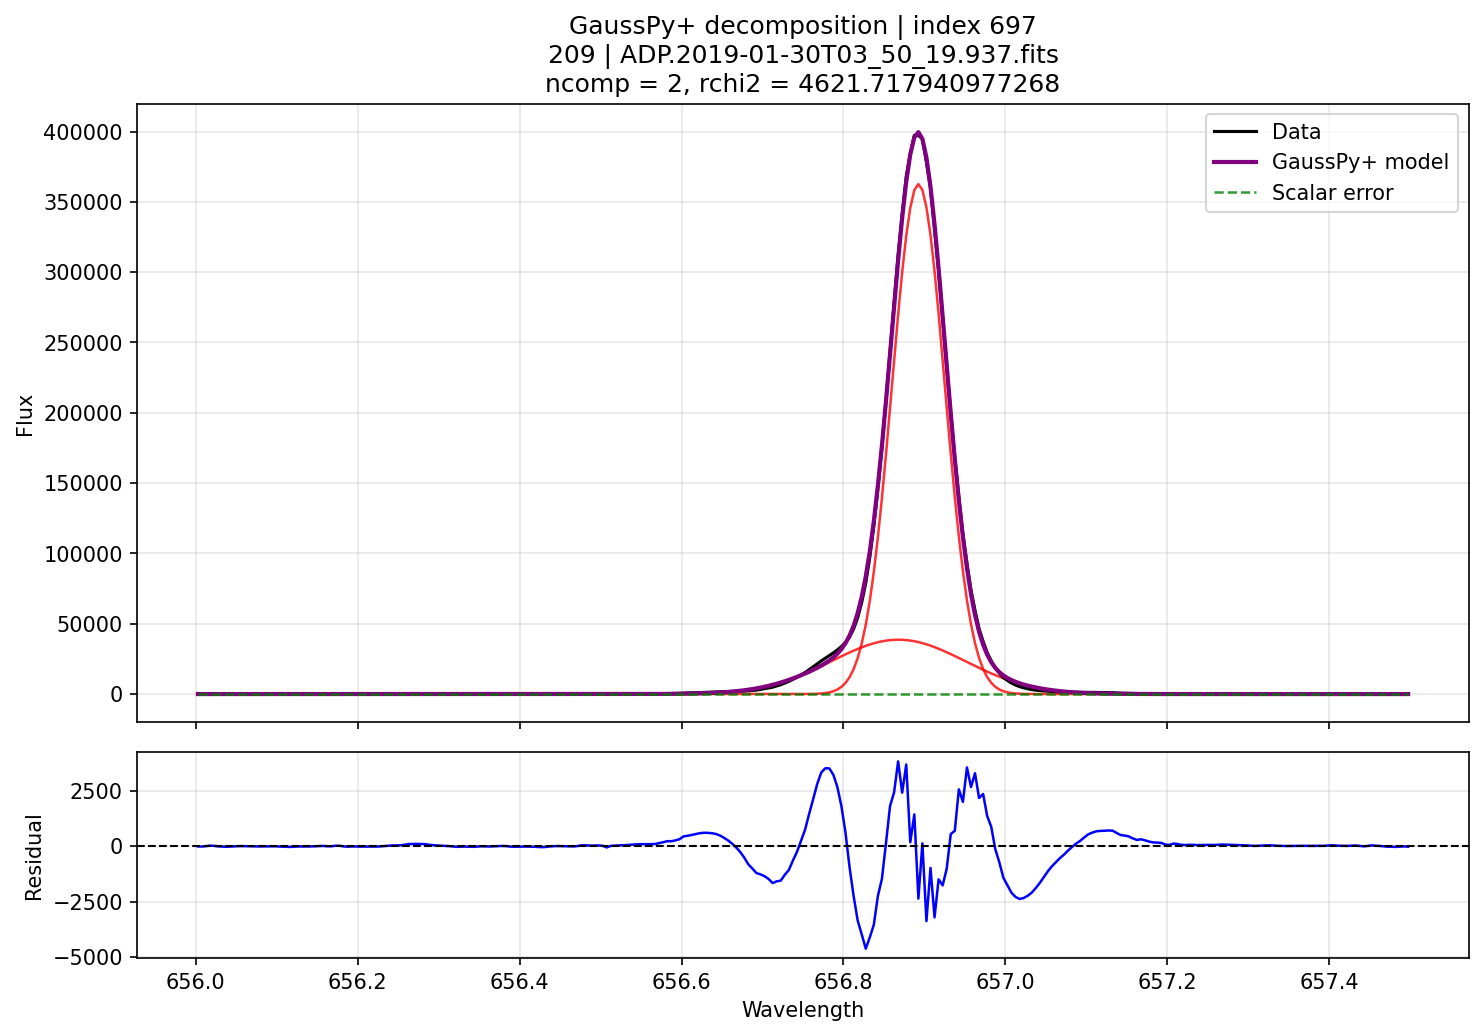 GaussPy+ decomposition | index 697
209 | ADP.2019-01-30T03_50_19.937.fits
ncomp = 2, rchi2 = 4621.717940977268
Data
GaussPy+ model
Scalar error
400000
350000
300000
250000
200000
150000
100000
50000
0
Flux
2500
0
−2500
−5000
Residual
656.0 656.2 656.4 656.6 656.8 657.0 657.2 657.4
Wavelength